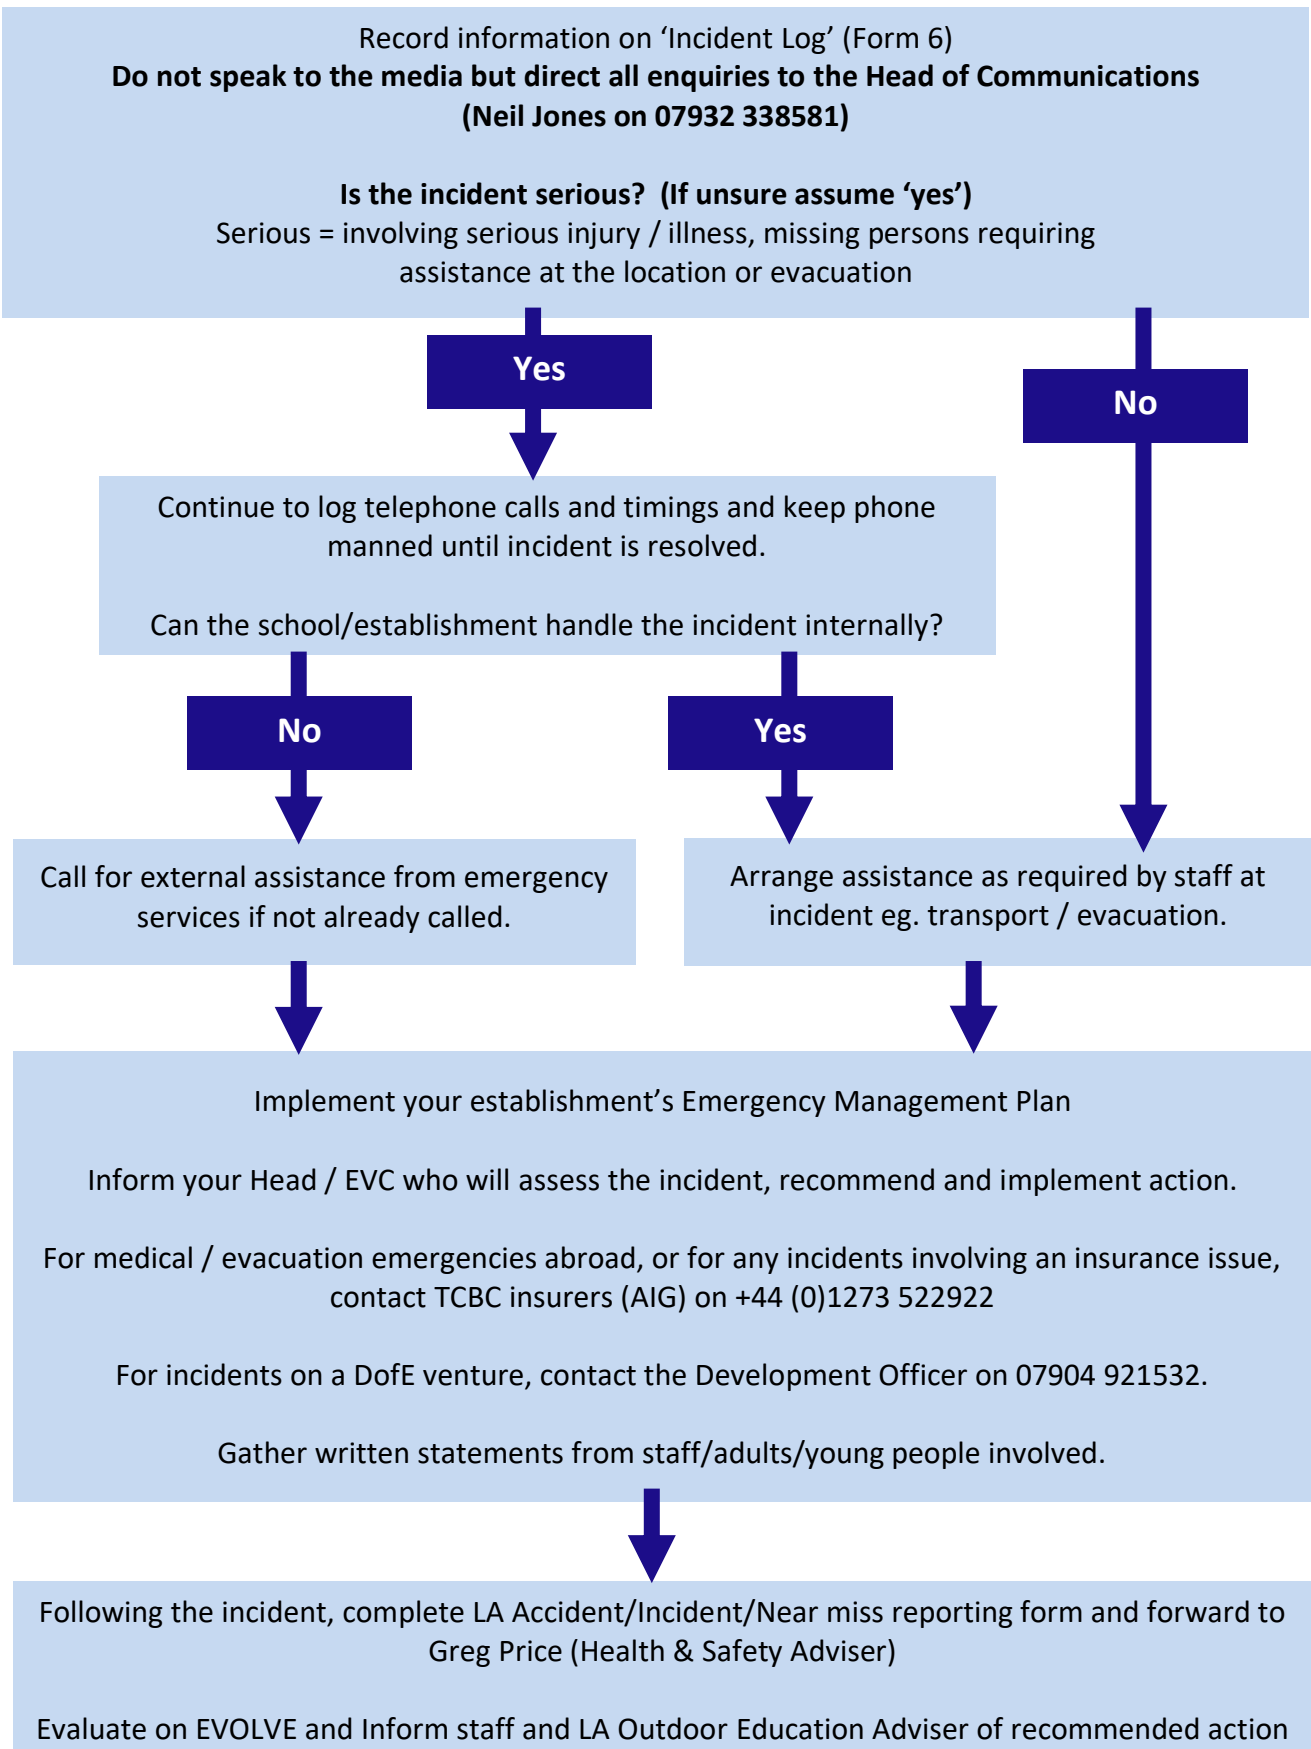 Record information on ‘Incident Log’ (Form 6)
Do not speak to the media but direct all enquiries to the Head of Communications
(Neil Jones on 07932 338581)
Is the incident serious?  (If unsure assume ‘yes’)
Serious = involving serious injury / illness, missing persons requiring
assistance at the location or evacuation
Yes
No
Continue to log telephone calls and timings and keep phone
manned until incident is resolved.
Can the school/establishment handle the incident internally?
No
Yes
Call for external assistance from emergency
services if not already called.
Arrange assistance as required by staff at
incident eg. transport / evacuation.
Implement your establishment’s Emergency Management Plan
Inform your Head / EVC who will assess the incident, recommend and implement action.
For medical / evacuation emergencies abroad, or for any incidents involving an insurance issue,
contact TCBC insurers (AIG) on +44 (0)1273 522922
For incidents on a DofE venture, contact the Development Officer on 07904 921532.
Gather written statements from staff/adults/young people involved.
Following the incident, complete LA Accident/Incident/Near miss reporting form and forward to
Greg Price (Health & Safety Adviser)
Evaluate on EVOLVE and Inform staff and LA Outdoor Education Adviser of recommended action